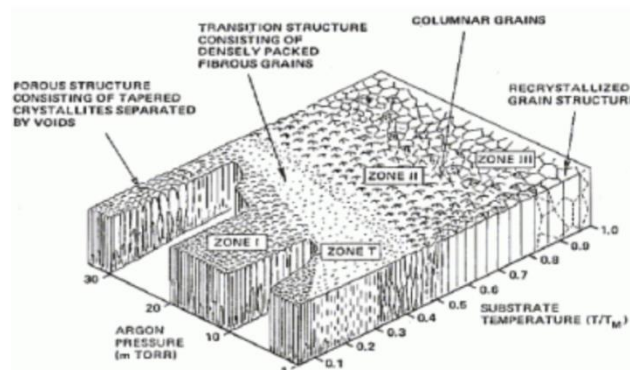 TRANSITION STRUCTURE
CONSISTING OF
DENSELY PACKED
FIBROUS GRAINS
COLUMNAR GRAINS
POROUS STRUCTURE
CONSISTING OF TAPERED
CRYSTALLITES SEPARATED
BY VOIDS
RECRYSTALLIZED
GRAIN STRUCTURE
ZONE III
ZONE II
ZONE I
ZONE T
30
20
10
1
0.1
0.2
0.3
0.4
0.5
0.6
0.7
0.8
0.9
1.0
ARGON
PRESSURE
(m TORR)
SUBSTRATE
TEMPERATURE (T/TM)